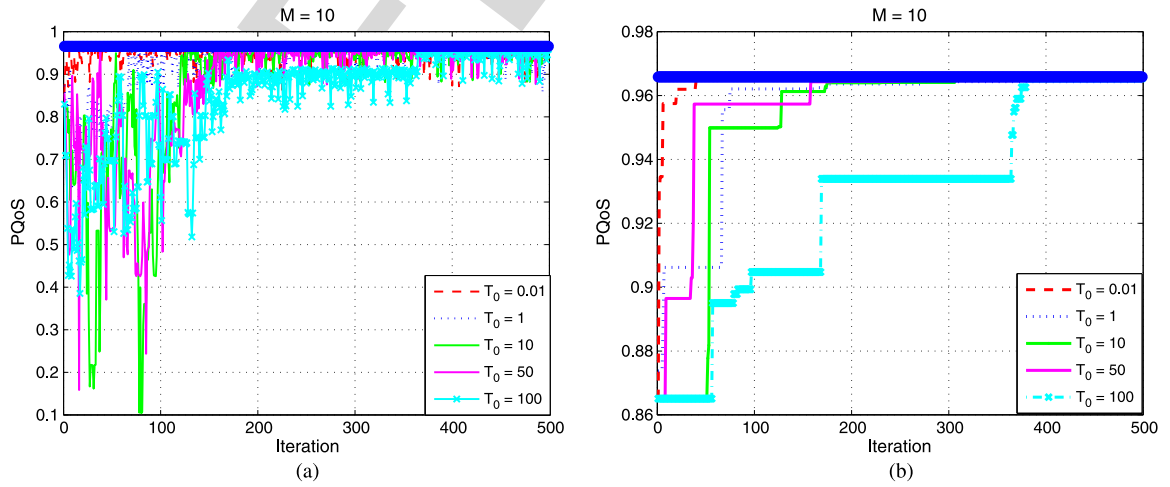 M = 10
PQoS
1
0.9
0.8
0.7
0.6
0.5
0.4
0.3
0.2
0.1
0 100 200 300 400 500
Iteration
T0 = 0.01
T0 = 1
T0 = 10
T0 = 50
T0 = 100
(a)
M = 10
PQoS
0.98
0.96
0.94
0.92
0.9
0.88
0.86
0 100 200 300 400 500
Iteration
T0 = 0.01
T0 = 1
T0 = 10
T0 = 50
T0 = 100
(b)